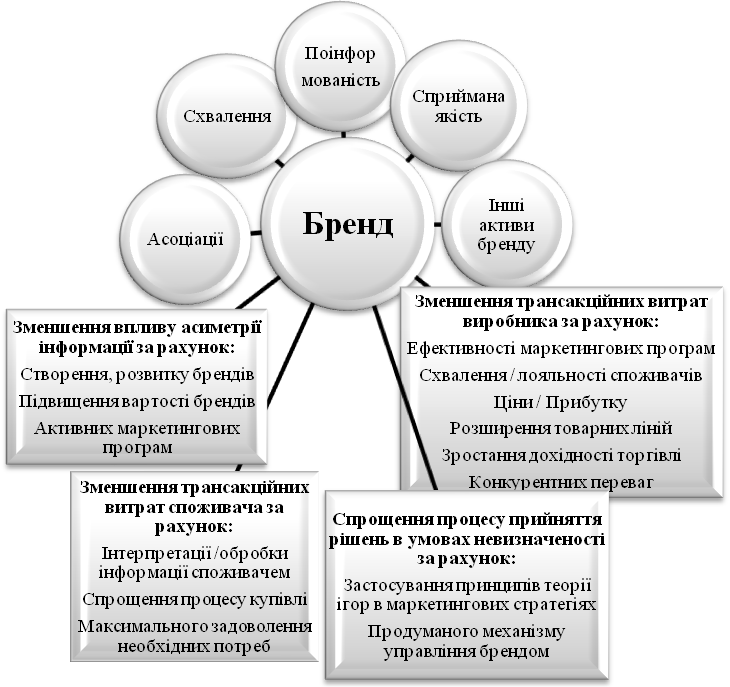 Поінфор
мованість
Схвалення
Сприймана
якість
Асоціації
Бренд
Інші
активи
бренду
Зменшення впливу асиметрії
інформації за рахунок:
Створення, розвитку брендів
Підвищення вартості брендів
Активних маркетингових
програм
Зменшення трансакційних витрат
виробника за рахунок:
Ефективності маркетингових програм
Схвалення / лояльності споживачів
Ціни / Прибутку
Розширення товарних ліній
Зростання дохідності торгівлі
Конкурентних переваг
Зменшення трансакційних
витрат споживача за
рахунок:
Інтерпретації /обробки
інформації споживачем
Спрощення процесу купівлі
Максимального задоволення
необхідних потреб
Спрощення процесу прийняття
рішень в умовах невизначеності
за рахунок:
Застосування принципів теорії
ігор в маркетингових стратегіях
Продуманого механізму
управління брендом